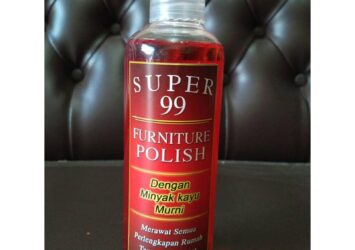 SUPER
99
FURNITURE
POLISH
Dengan
Minyak kayu
Murni
Merawat Semua
Perlengkapan Rumah